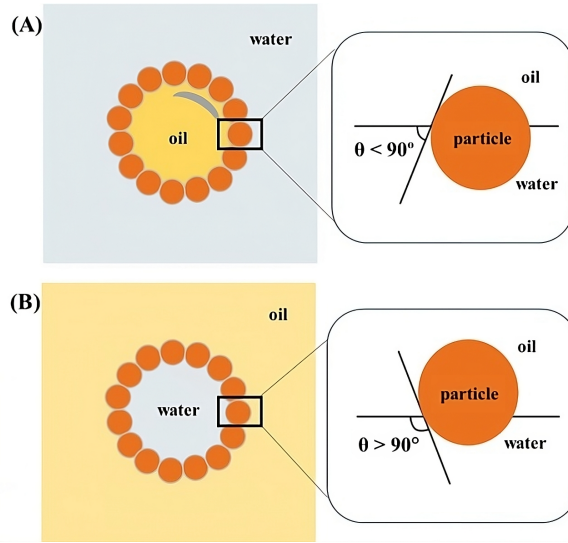 (A)
water
oil
oil
particle
θ < 90°
water
(B)
oil
water
oil
particle
θ > 90°
water